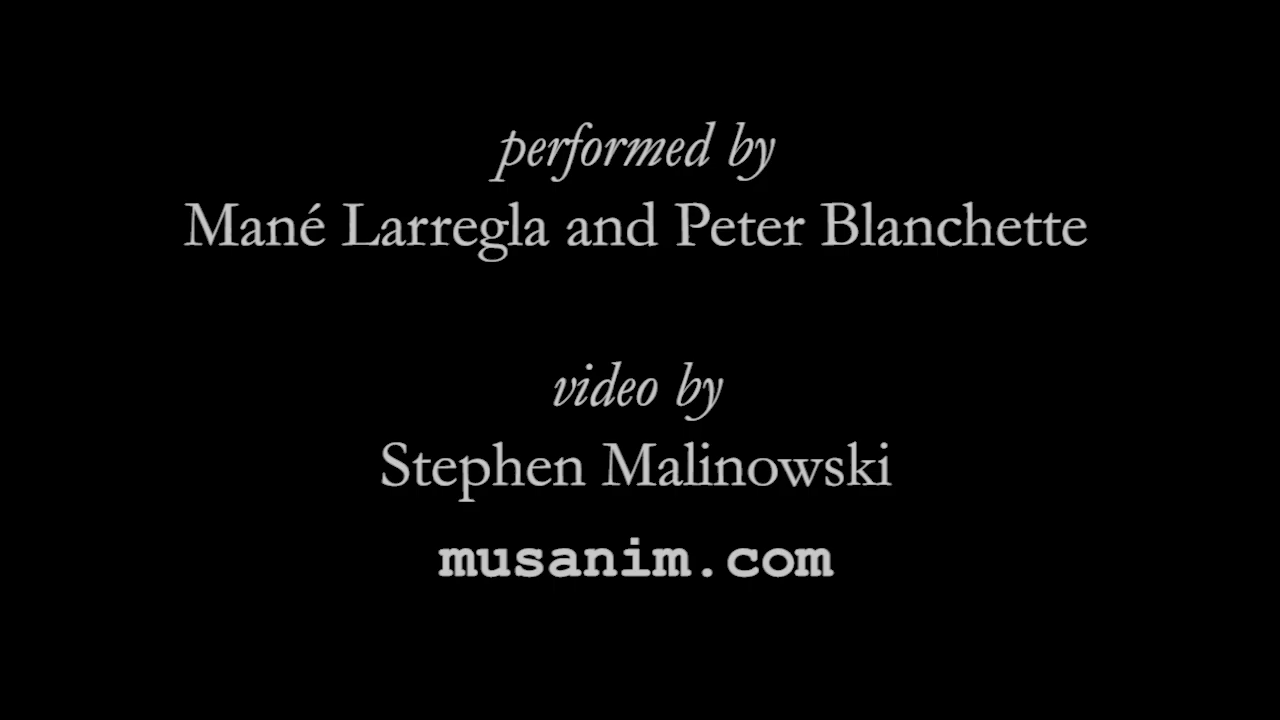 performed by
Mané Larregla and Peter Blanchette
video by
Stephen Malinowski
musanim.com